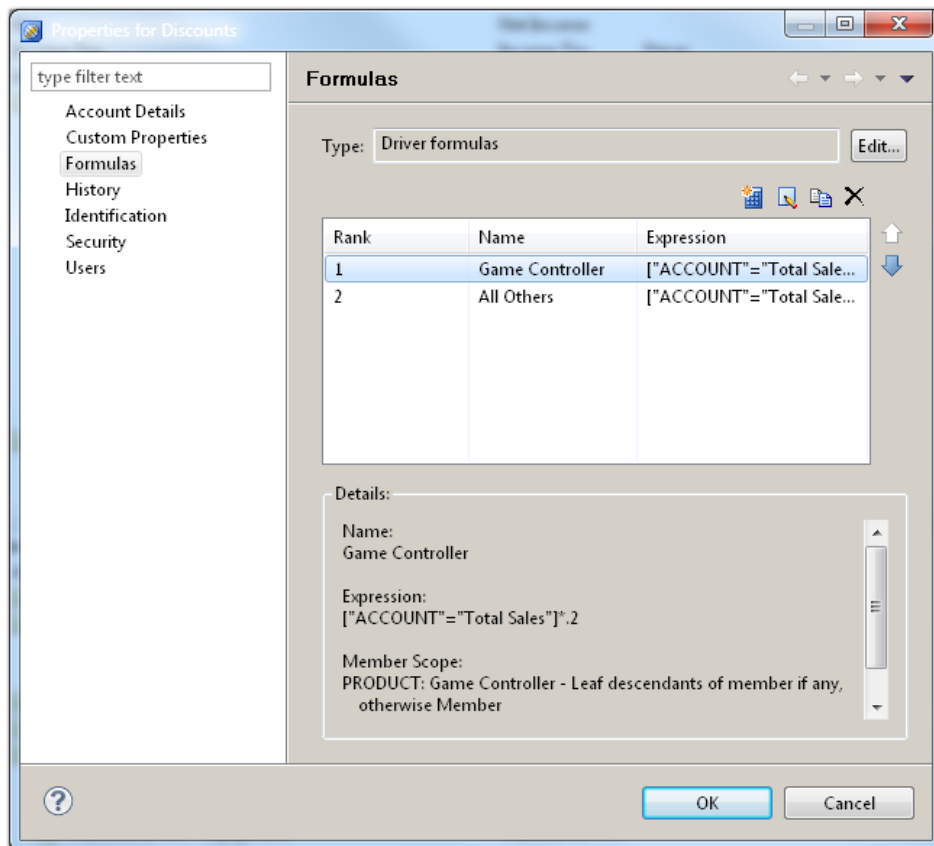 Properties for Discounts
type filter text
Account Details
Custom Properties
Formulas
History
Identification
Security
Users
Formulas
Type: Driver formulas Edit...
Rank Name Expression
1 Game Controller ["ACCOUNT"="Total Sale...
2 All Others ["ACCOUNT"="Total Sale...
Details:
Name:
Game Controller
Expression:
["ACCOUNT"="Total Sales"]*.2
Member Scope:
PRODUCT: Game Controller - Leaf descendants of member if any,
otherwise Member
? OK Cancel